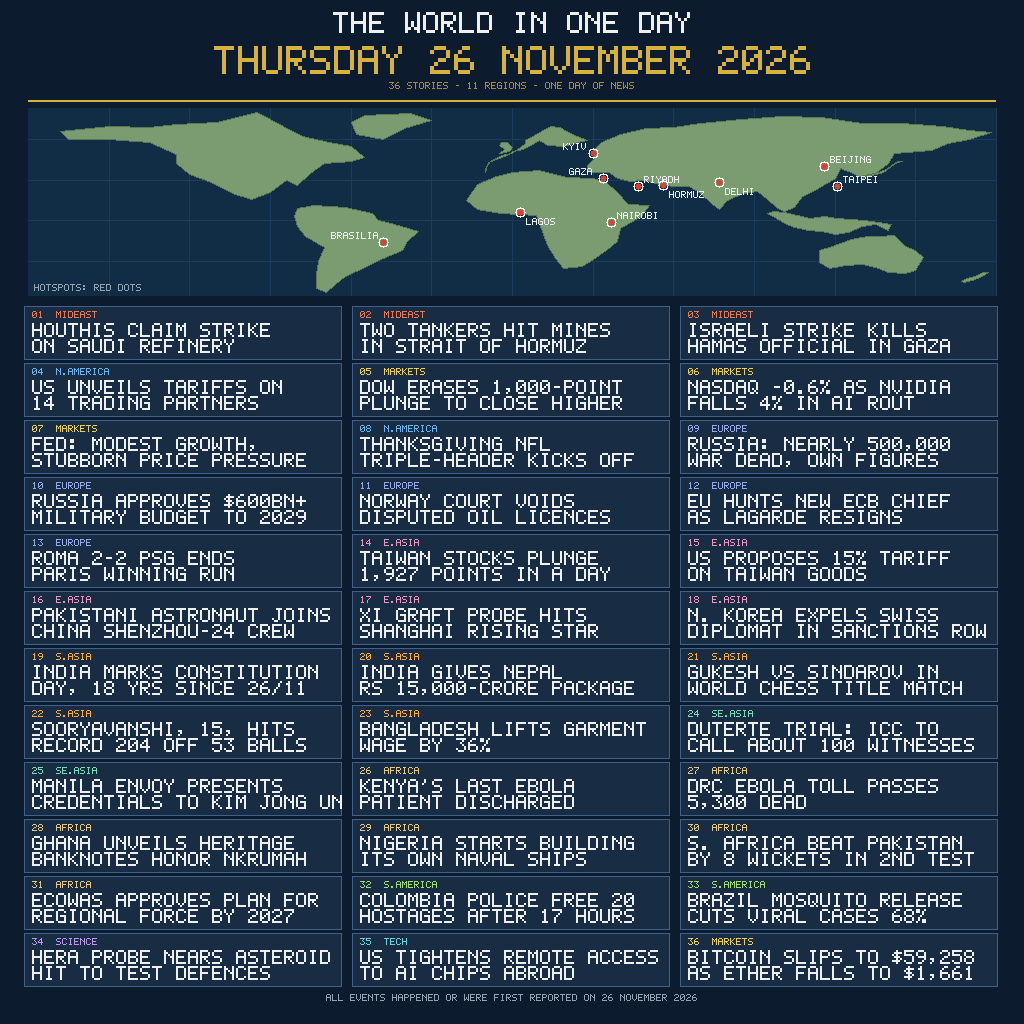 THE WORLD IN ONE DAY
THURSDAY 26 NOVEMBER 2026
36 STORIES - 11 REGIONS - ONE DAY OF NEWS
KYIV
BEIJING
GAZA
RIYADH
TAIPEI
HORMUZ
DELHI
LAGOS
NAIROBI
BRASILIA
HOTSPOTS: RED DOTS
01 MIDEAST
HOUTHIS CLAIM STRIKE
ON SAUDI REFINERY
02 MIDEAST
TWO TANKERS HIT MINES
IN STRAIT OF HORMUZ
03 MIDEAST
ISRAELI STRIKE KILLS
HAMAS OFFICIAL IN GAZA
04 N.AMERICA
US UNVEILS TARIFFS ON
14 TRADING PARTNERS
05 MARKETS
DOW ERASES 1,000-POINT
PLUNGE TO CLOSE HIGHER
06 MARKETS
NASDAQ -0.6% AS NVIDIA
FALLS 4% IN AI ROUT
07 MARKETS
FED: MODEST GROWTH,
STUBBORN PRICE PRESSURE
08 N.AMERICA
THANKSGIVING NFL
TRIPLE-HEADER KICKS OFF
09 EUROPE
RUSSIA: NEARLY 500,000
WAR DEAD, OWN FIGURES
10 EUROPE
RUSSIA APPROVES $600BN+
MILITARY BUDGET TO 2029
11 EUROPE
NORWAY COURT VOIDS
DISPUTED OIL LICENCES
12 EUROPE
EU HUNTS NEW ECB CHIEF
AS LAGARDE RESIGNS
13 EUROPE
ROMA 2-2 PSG ENDS
PARIS WINNING RUN
14 E.ASIA
TAIWAN STOCKS PLUNGE
1,927 POINTS IN A DAY
15 E.ASIA
US PROPOSES 15% TARIFF
ON TAIWAN GOODS
16 E.ASIA
PAKISTANI ASTRONAUT JOINS
CHINA SHENZHOU-24 CREW
17 E.ASIA
XI GRAFT PROBE HITS
SHANGHAI RISING STAR
18 E.ASIA
N. KOREA EXPELS SWISS
DIPLOMAT IN SANCTIONS ROW
19 S.ASIA
INDIA MARKS CONSTITUTION
DAY, 18 YRS SINCE 26/11
20 S.ASIA
INDIA GIVES NEPAL
RS 15,000-CRORE PACKAGE
21 S.ASIA
GUKESH VS SINDAROV IN
WORLD CHESS TITLE MATCH
22 S.ASIA
SOORYAVANSHI, 15, HITS
RECORD 204 OFF 53 BALLS
23 S.ASIA
BANGLADESH LIFTS GARMENT
WAGE BY 36%
24 SE.ASIA
DUTERTE TRIAL: ICC TO
CALL ABOUT 100 WITNESSES
25 SE.ASIA
MANILA ENVOY PRESENTS
CREDENTIALS TO KIM JONG UN
26 AFRICA
KENYA'S LAST EBOLA
PATIENT DISCHARGED
27 AFRICA
DRC EBOLA TOLL PASSES
5,300 DEAD
28 AFRICA
GHANA UNVEILS HERITAGE
BANKNOTES HONOR NKRUMAH
29 AFRICA
NIGERIA STARTS BUILDING
ITS OWN NAVAL SHIPS
30 AFRICA
S. AFRICA BEAT PAKISTAN
BY 8 WICKETS IN 2ND TEST
31 AFRICA
ECOWAS APPROVES PLAN FOR
REGIONAL FORCE BY 2027
32 S.AMERICA
COLOMBIA POLICE FREE 20
HOSTAGES AFTER 17 HOURS
33 S.AMERICA
BRAZIL MOSQUITO RELEASE
CUTS VIRAL CASES 68%
34 SCIENCE
HERA PROBE NEARS ASTEROID
HIT TO TEST DEFENCES
35 TECH
US TIGHTENS REMOTE ACCESS
TO AI CHIPS ABROAD
36 MARKETS
BITCOIN SLIPS TO $59,258
AS ETHER FALLS TO $1,661
ALL EVENTS HAPPENED OR WERE FIRST REPORTED ON 26 NOVEMBER 2026